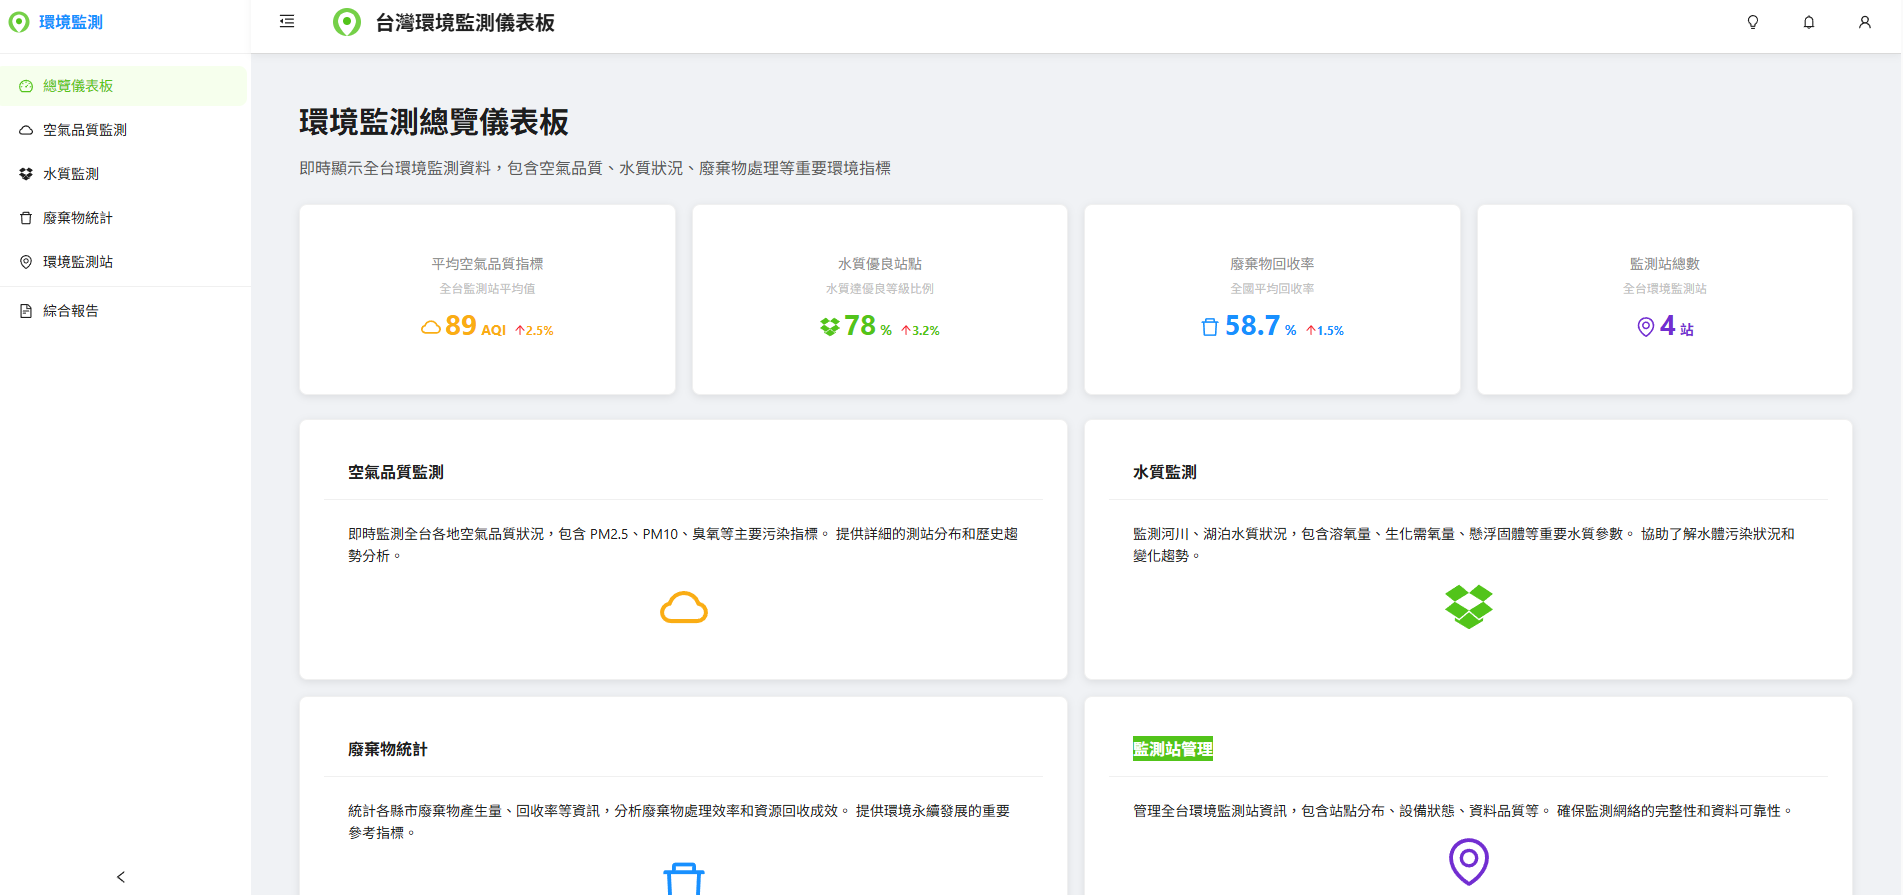 環境監測
台灣環境監測儀表板
總覽儀表板
空氣品質監測
水質監測
廢棄物統計
環境監測站
綜合報告
環境監測總覽儀表板
即時顯示全台環境監測資料，包含空氣品質、水質狀況、廢棄物處理等重要環境指標
平均空氣品質指標
全台監測站平均值
89 AQI 2.5%
水質優良站點
水質達優良等級比例
78 % 3.2%
廢棄物回收率
全國平均回收率
58.7 % 1.5%
監測站總數
全台環境監測站
4 站
空氣品質監測
即時監測全台各地空氣品質狀況，包含 PM2.5、PM10、臭氧等主要污染指標。 提供詳細的測站分布和歷史趨
勢分析。
水質監測
監測河川、湖泊水質狀況，包含溶氧量、生化需氧量、懸浮固體等重要水質參數。 協助了解水體污染狀況和
變化趨勢。
廢棄物統計
統計各縣市廢棄物產生量、回收率等資訊，分析廢棄物處理效率和資源回收成效。 提供環境永續發展的重要
參考指標。
監測站管理
管理全台環境監測站資訊，包含站點分布、設備狀態、資料品質等。 確保監測網絡的完整性和資料可靠性。